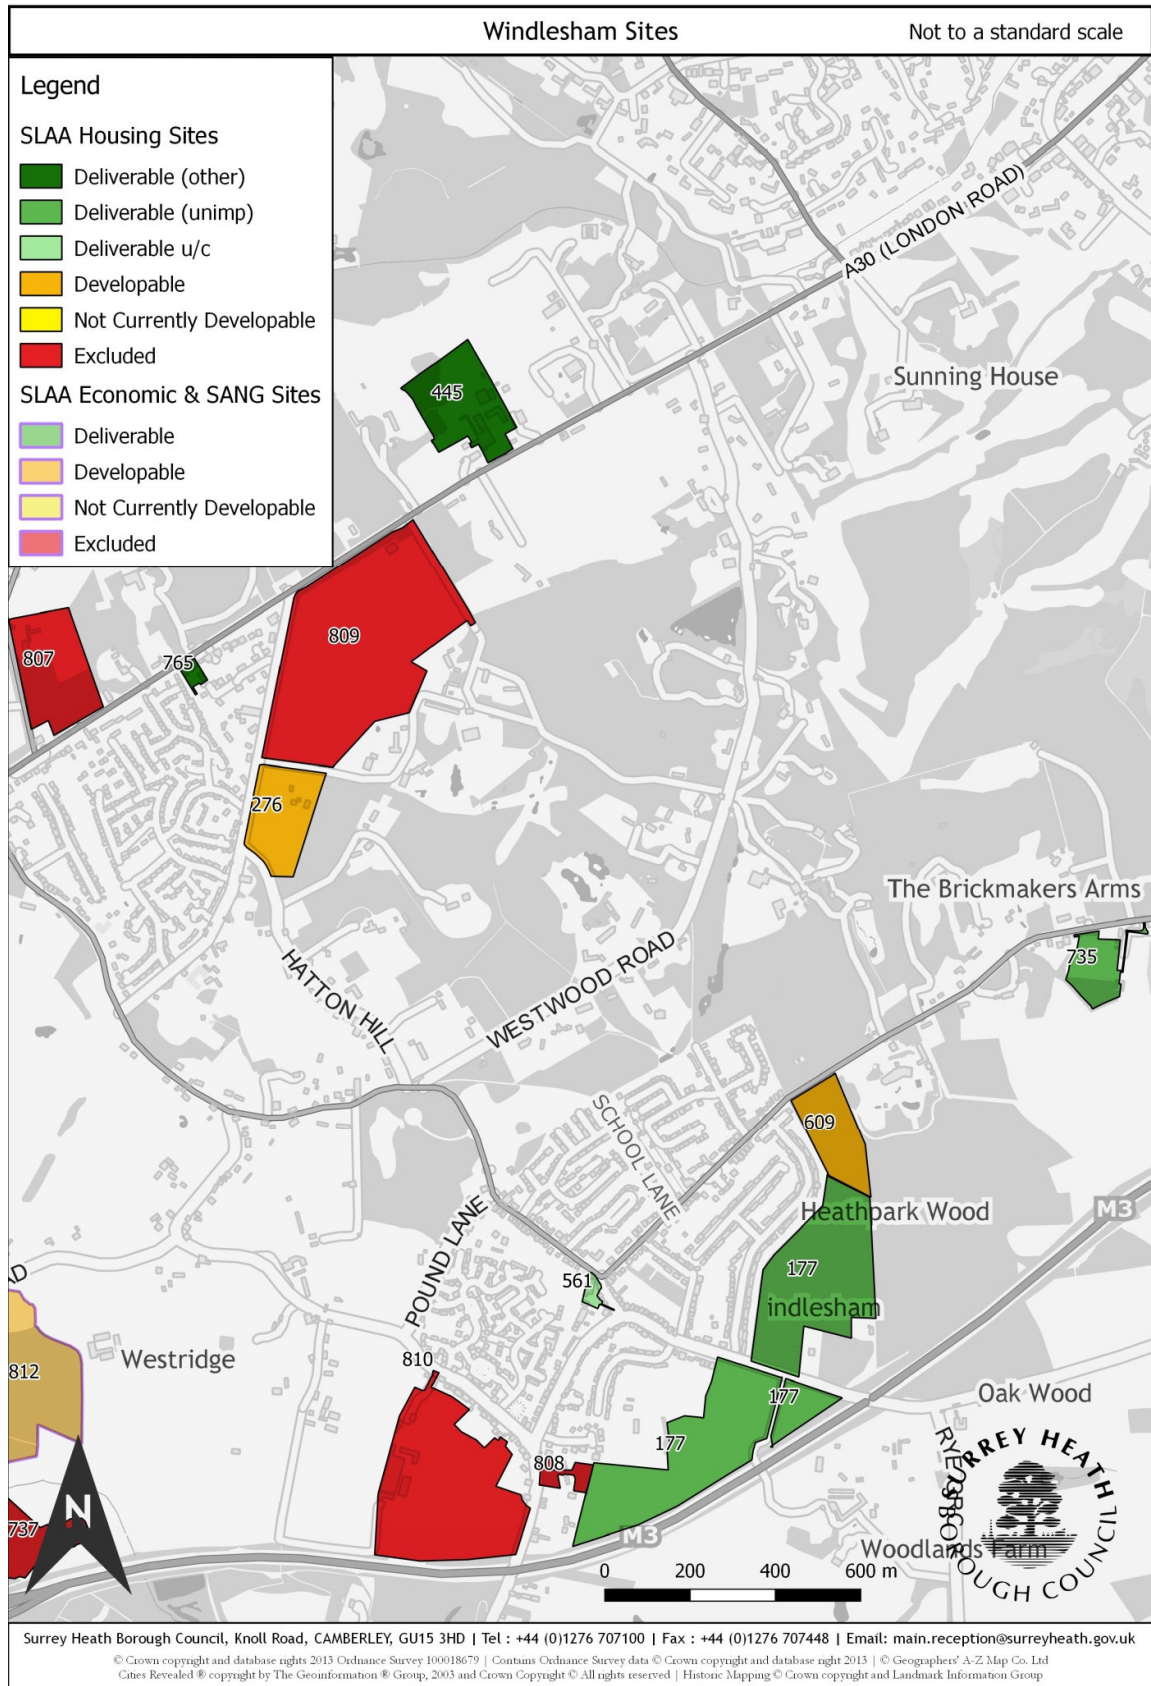 Windlesham Sites
Not to a standard scale
Legend
SLAA Housing Sites
Deliverable (other)
Deliverable (unimp)
Deliverable u/c
Developable
Not Currently Developable
Excluded
SLAA Economic & SANG Sites
Deliverable
Developable
Not Currently Developable
Excluded
A30 (LONDON ROAD)
Sunning House
445
809
807
765
276
The Brickmakers Arms
735
HATTON HILL
WESTWOOD ROAD
SCHOOL LANE
609
Heathpark Wood
M3
POUND LANE
561
177
indlesham
AD
812
Westridge
810
177
Oak Wood
177
808
737
N
M3
Woodlands Farm
SURREY HEATH
BOROUGH COUNCIL
0 200 400 600 m
Surrey Heath Borough Council, Knoll Road, CAMBERLEY, GU15 3HD | Tel : +44 (0)1276 707100 | Fax : +44 (0)1276 707448 | Email: main.reception@surreyheath.gov.uk
© Crown copyright and database rights 2013 Ordnance Survey 100018679 | Contains Ordnance Survey data © Crown copyright and database right 2013 | © Geographers' A-Z Map Co. Ltd
Cities Revealed ® copyright by The Geoinformation ® Group, 2003 and Crown Copyright © All rights reserved | Historic Mapping © Crown copyright and Landmark Information Group